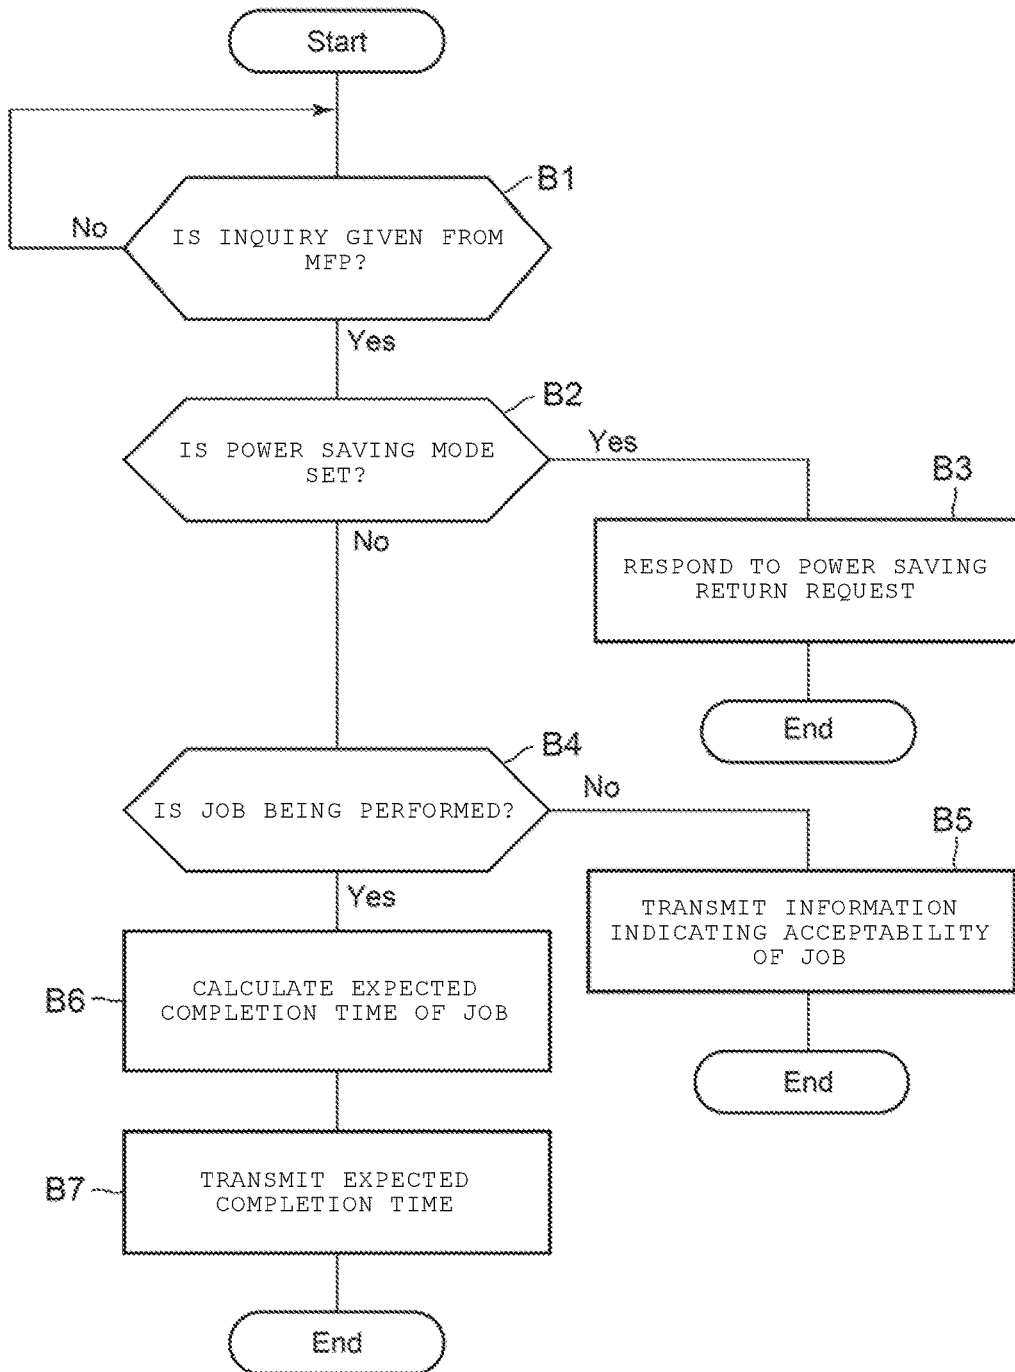 Start
B1
No
IS INQUIRY GIVEN FROM
MFP?
Yes
B2
IS POWER SAVING MODE
SET?
Yes
No
B3
RESPOND TO POWER SAVING
RETURN REQUEST
End
B4
IS JOB BEING PERFORMED?
No
Yes
B5
TRANSMIT INFORMATION
INDICATING ACCEPTABILITY
OF JOB
End
B6
CALCULATE EXPECTED
COMPLETION TIME OF JOB
B7
TRANSMIT EXPECTED
COMPLETION TIME
End